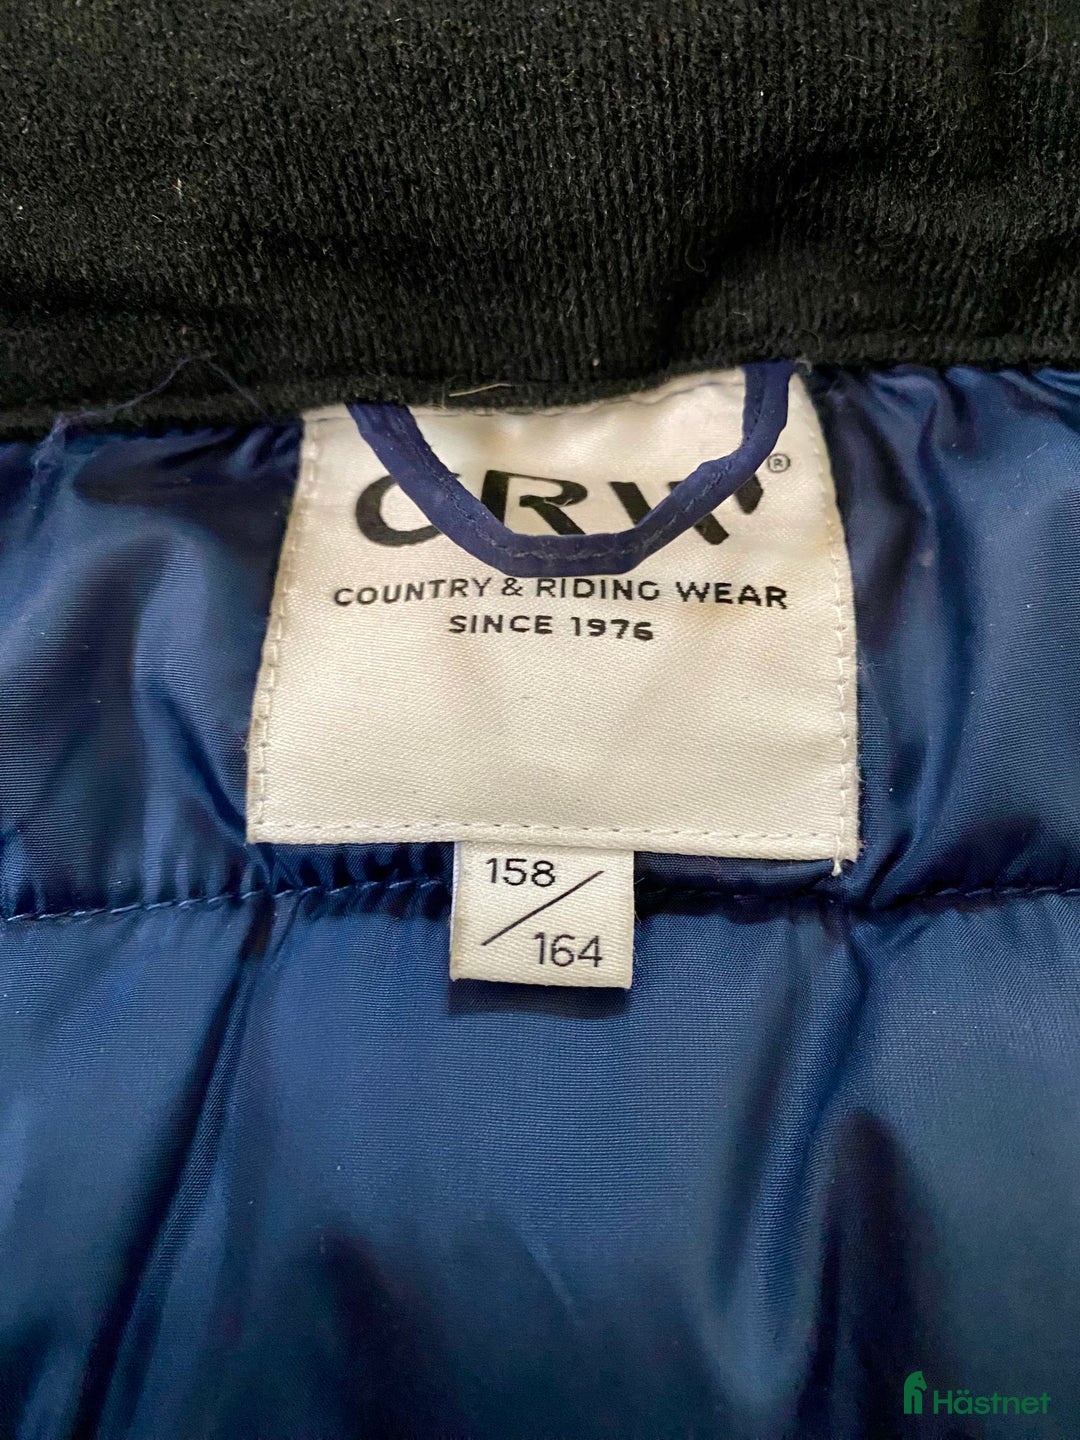 CRW®
COUNTRY & RIDING WEAR
SINCE 1976
158/
164
Hästnet